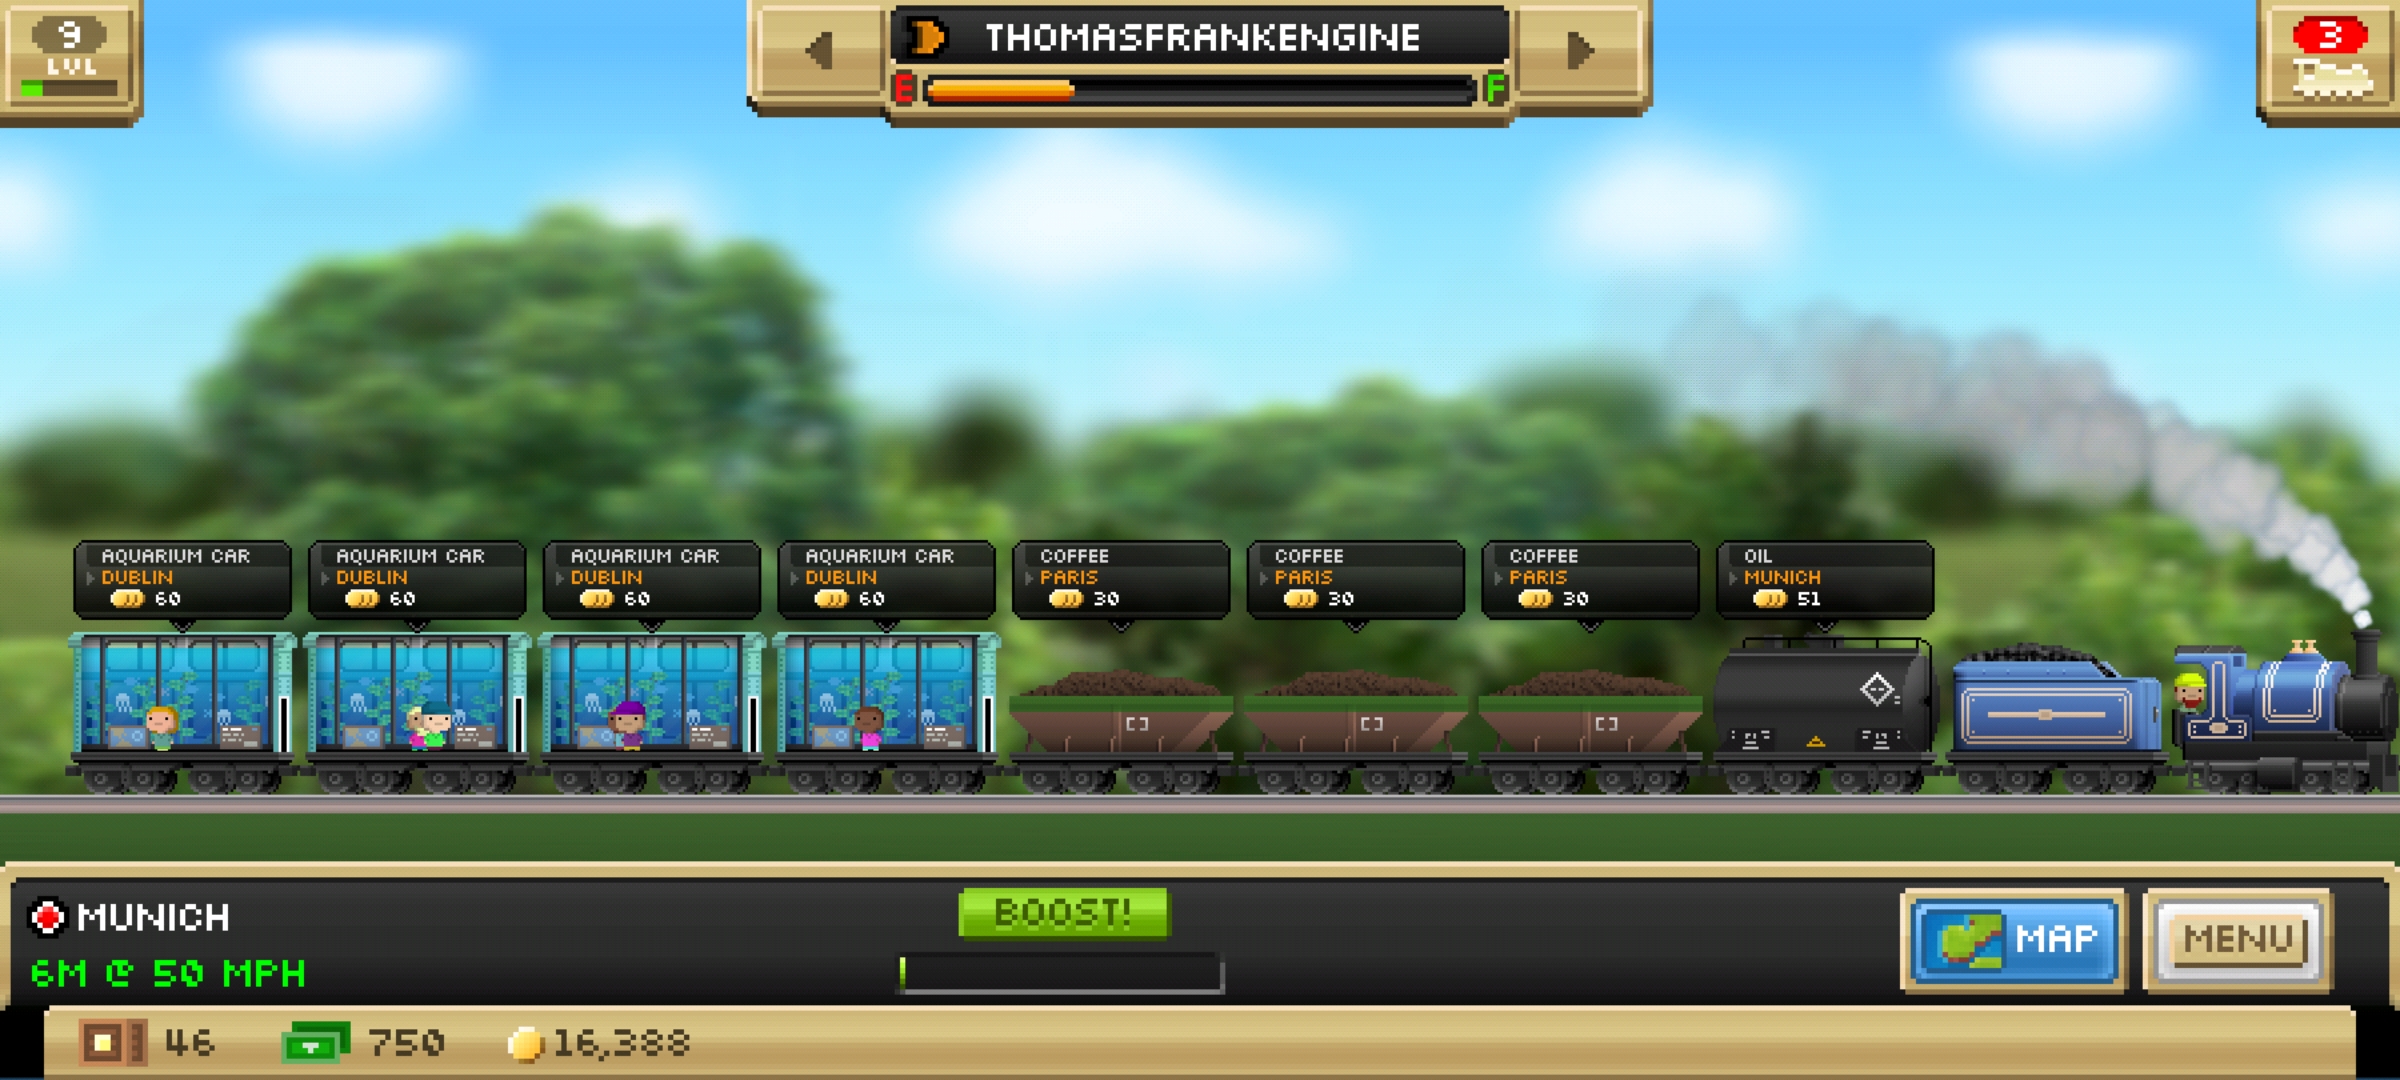 9
LVL
THOMASFRANKENGINE
E F
3
AQUARIUM CAR
DUBLIN
60
AQUARIUM CAR
DUBLIN
60
AQUARIUM CAR
DUBLIN
60
AQUARIUM CAR
DUBLIN
60
COFFEE
PARIS
30
COFFEE
PARIS
30
COFFEE
PARIS
30
OIL
MUNICH
51
MUNICH
6M @ 50 MPH
BOOST!
MAP
MENU
46
750
16,388